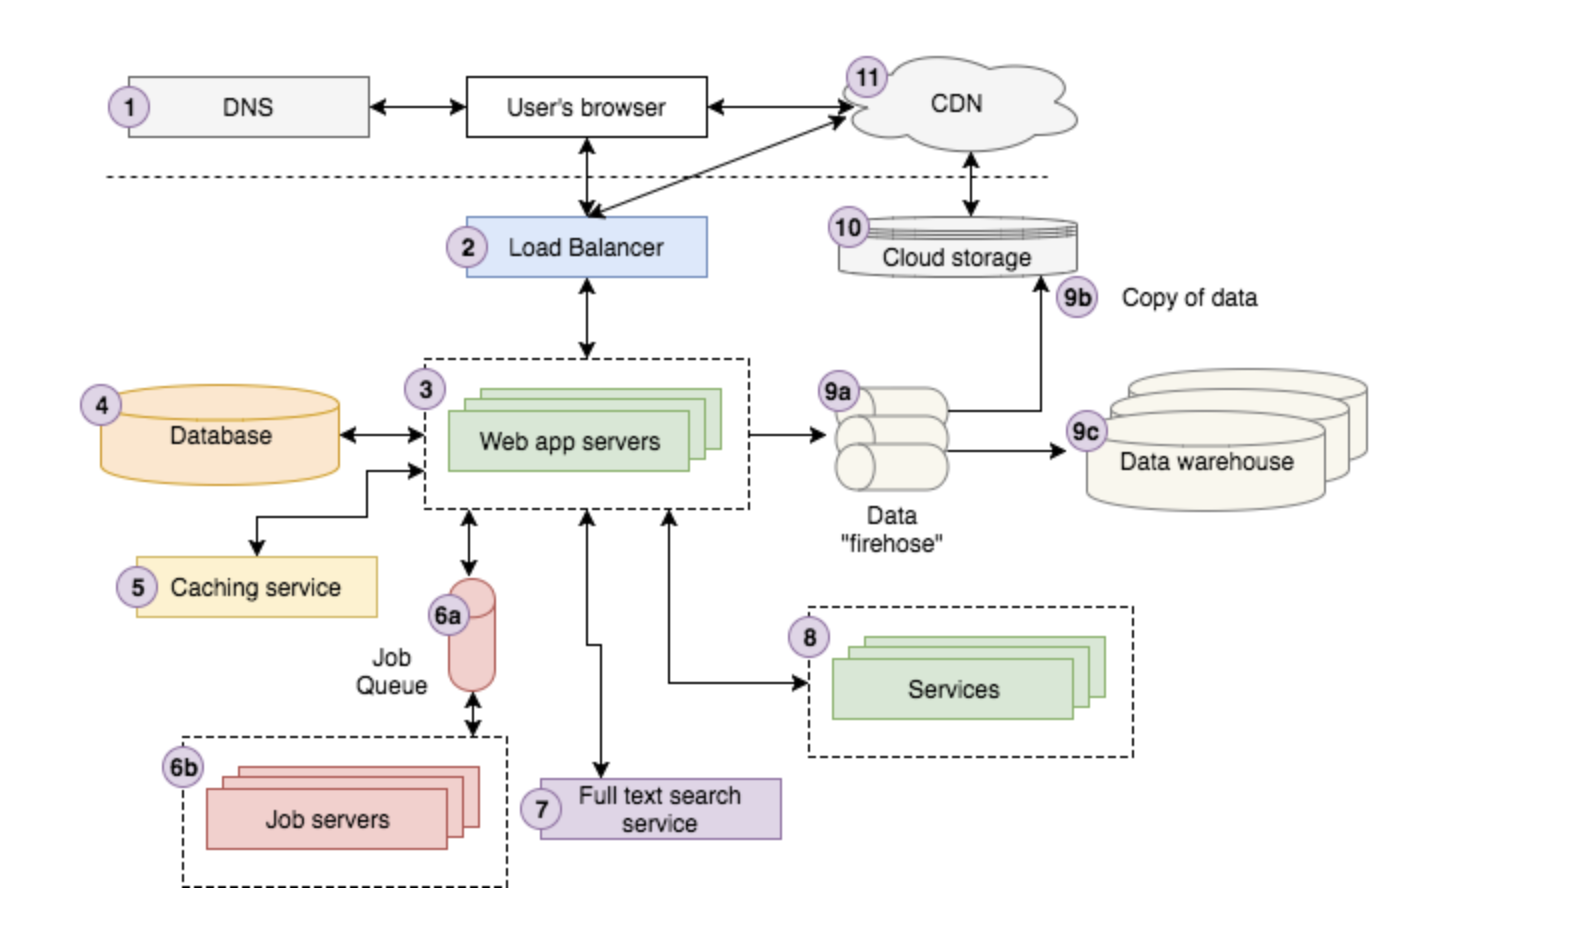 1
DNS
User's browser
11
CDN
2
Load Balancer
10
Cloud storage
9b
Copy of data
4
Database
3
Web app servers
9a
Data
"firehose"
9c
Data warehouse
5
Caching service
6a
Job
Queue
8
Services
6b
Job servers
7
Full text search
service